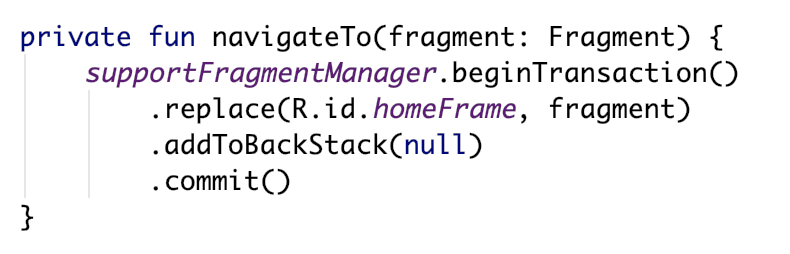 private fun navigateTo(fragment: Fragment) {
    supportFragmentManager.beginTransaction()
        .replace(R.id.homeFrame, fragment)
        .addToBackStack(null)
        .commit()
}